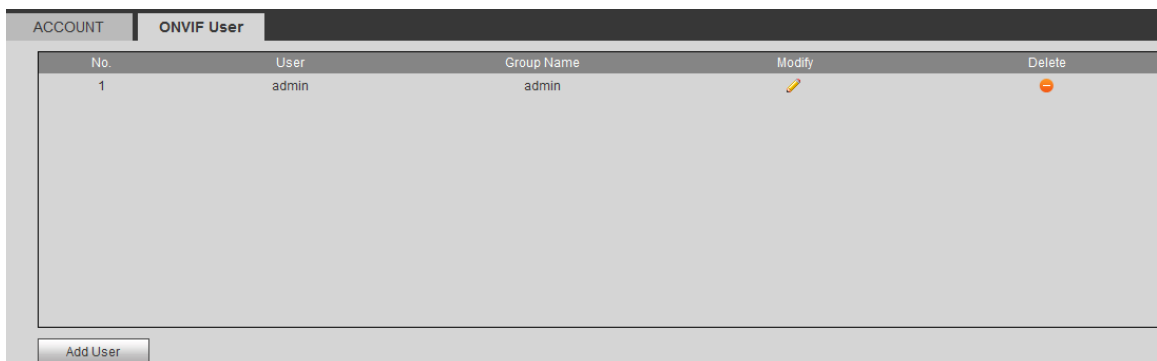 ACCOUNT ONVIF User
No. User Group Name Modify Delete
1 admin admin
Add User